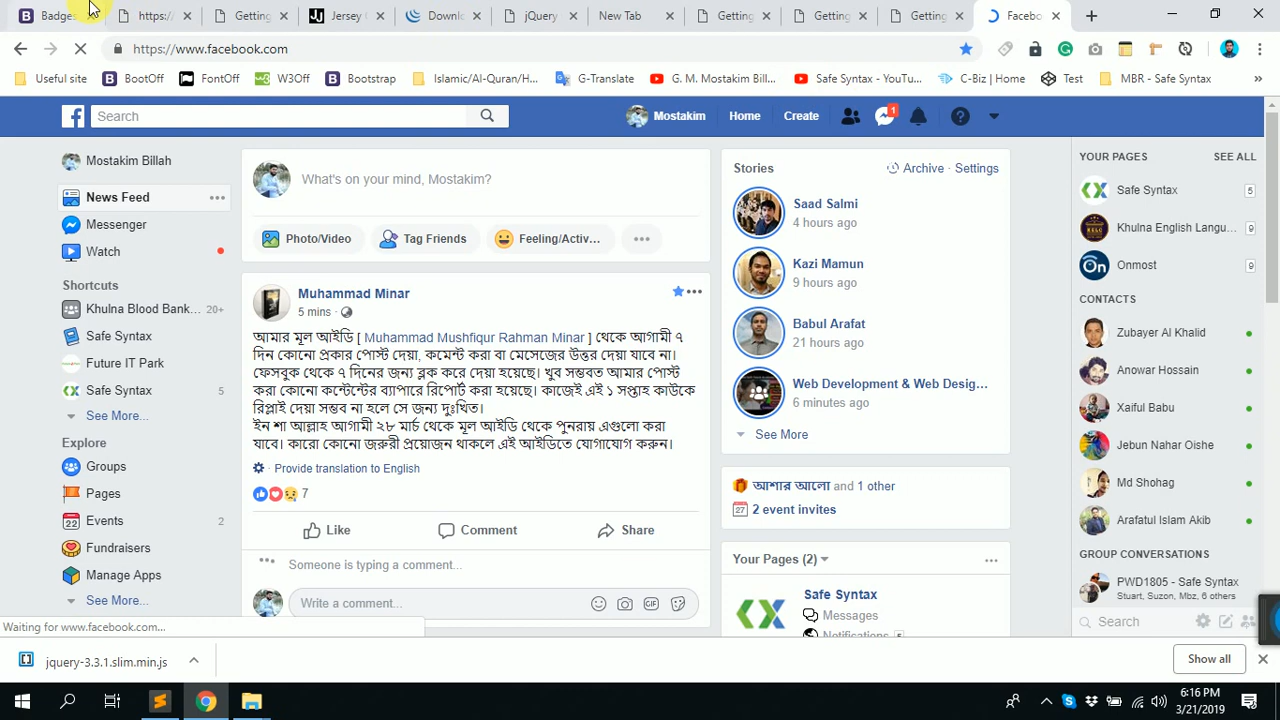 Badges
https:/
Getting
Jersey
Downlo
jQuery
New Tab
Getting
Getting
Getting
Facebo
https://www.facebook.com
Useful site
BootOff
FontOff
W3Off
Bootstrap
Islamic/Al-Quran/H...
G-Translate
G. M. Mostakim Bill...
Safe Syntax - YouTu...
C-Biz | Home
Test
MBR - Safe Syntax
Search
Mostakim
Home
Create
1
Mostakim Billah
News Feed
Messenger
Watch
Shortcuts
Khulna Blood Bank... 20+
Safe Syntax
Future IT Park
Safe Syntax 5
See More...
Explore
Groups
Pages
Events 2
Fundraisers
Manage Apps
See More...
What's on your mind, Mostakim?
Photo/Video
Tag Friends
Feeling/Activ...
Muhammad Minar
5 mins ·
আমার মূল আইডি [ Muhammad Mushfiqur Rahman Minar ] থেকে আগামী ৭
দিন কোনো প্রকার পোস্ট দেয়া, কমেন্ট করা বা মেসেজের উত্তর দেয়া যাবে না।
ফেসবুক থেকে ৭ দিনের জন্য ব্লক করে দেয়া হয়েছে। খুব সম্ভবত আমার পোস্ট
করা কোনো কন্টেন্টের ব্যাপারে রিপোর্ট করা হয়েছে। কাজেই এই ১ সপ্তাহ কাউকে
রিপ্লাই দেয়া সম্ভব না হলে সে জন্য দুঃখিত।
ইন শা আল্লাহ আগামী ২৮ মার্চ থেকে মূল আইডি থেকে পুনরায় এগুলো করা
যাবে। কারো কোনো জরুরী প্রয়োজন থাকলে এই আইডিতে যোগাযোগ করুন।
· Provide translation to English
7
Like
Comment
Share
Someone is typing a comment...
Write a comment...
GIF
Stories
Archive · Settings
Saad Salmi
4 hours ago
Kazi Mamun
9 hours ago
Babul Arafat
21 hours ago
Web Development & Web Desig...
6 minutes ago
See More
আশার আলো and 1 other
2 event invites
Your Pages (2)
Safe Syntax
Messages
Notifications 5
YOUR PAGES SEE ALL
Safe Syntax 5
Khulna English Langu... 9
Onmost 9
CONTACTS
Zubayer Al Khalid
Anowar Hossain
Xaiful Babu
Jebun Nahar Oishe
Md Shohag
Arafatul Islam Akib
GROUP CONVERSATIONS
PWD1805 - Safe Syntax
Stuart, Suzon, Mbz, 6 others
Search
Waiting for www.facebook.com...
jquery-3.3.1.slim.min.js
Show all
6:16 PM
3/21/2019